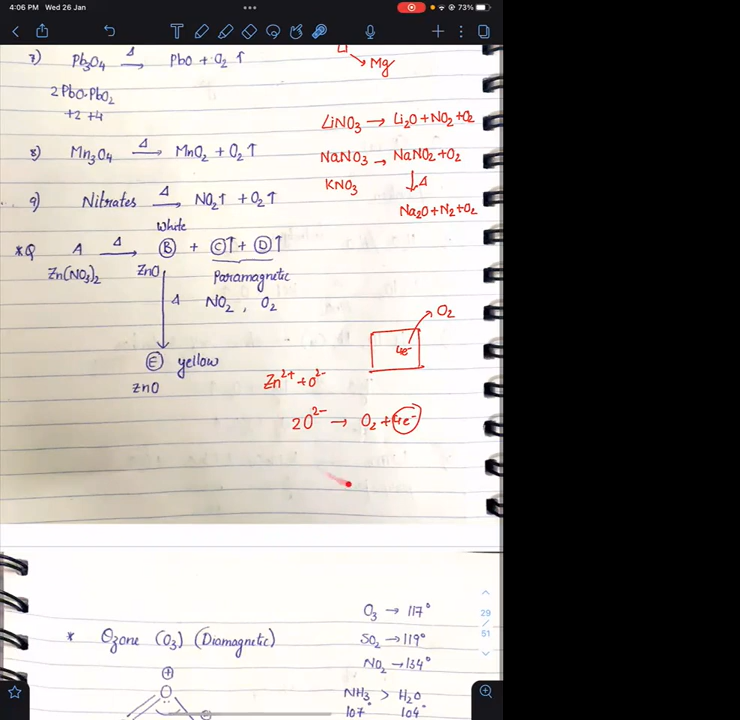 4:06 PM Wed 26 Jan
73%
7) Pb3O4 Δ→ PbO + O2 ↑
2PbO·PbO2
+2 +4
Mg
LiNO3 → Li2O + NO2 + O2
8) Mn3O4 Δ→ MnO2 + O2 ↑
NaNO3 → NaNO2 + O2
KNO3
↓ Δ
Na2O + N2 + O2
9) Nitrates Δ→ NO2↑ + O2↑
white
*Q A Δ→ B + C↑ + D↑
Zn(NO3)2 ZnO Paramagnetic
Δ NO2 , O2
O2
4e-
E yellow
ZnO
Zn2+ + O2-
2O2- → O2 + 4e-
29
/
51
O3 → 117°
* Ozone (O3) (Diamagnetic)
SO2 → 119°
NO2 → 134°
⊕
O
NH3 > H2O
107° 104°